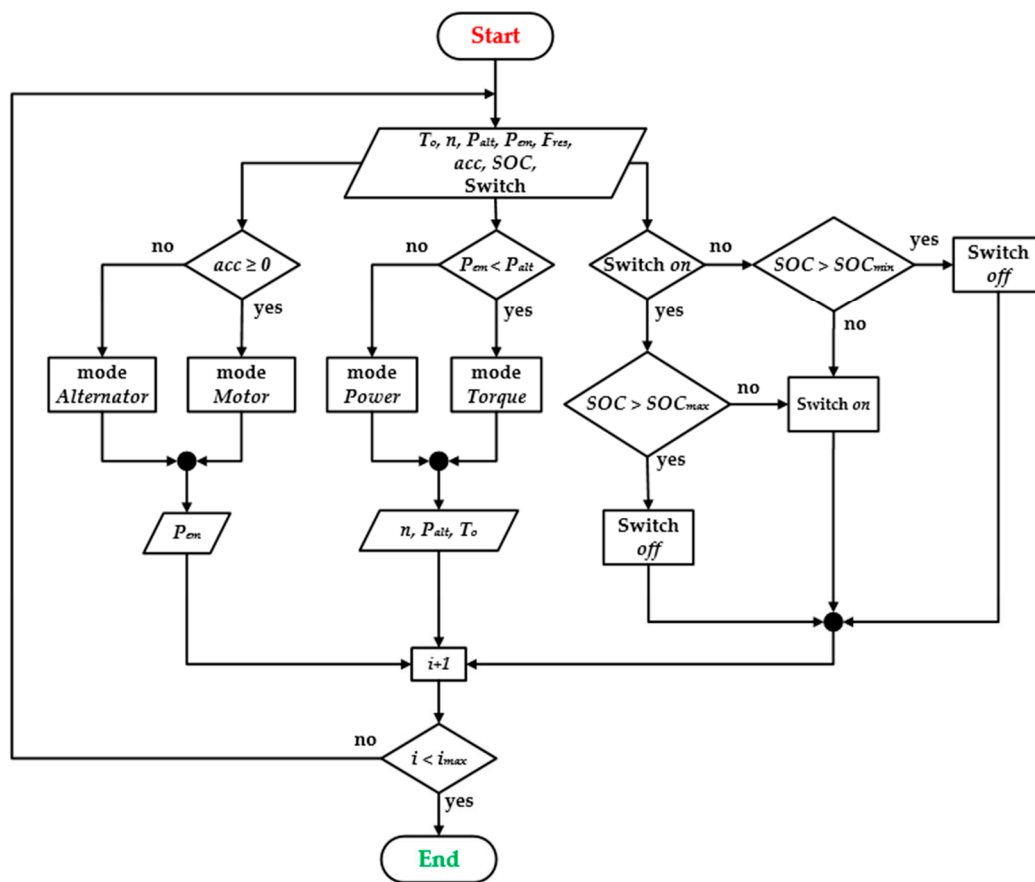 Start
To, n, Palt, Pem, Fres,
acc, SOC,
Switch
no
acc ≥ 0
yes
no
Pem < Palt
yes
Switch on
no
yes
SOC > SOCmin
yes
no
Switch
off
mode
Alternator
mode
Motor
mode
Power
mode
Torque
SOC > SOCmax
no
yes
Switch on
Pem
n, Palt, To
Switch
off
i+1
no
i < imax
yes
End